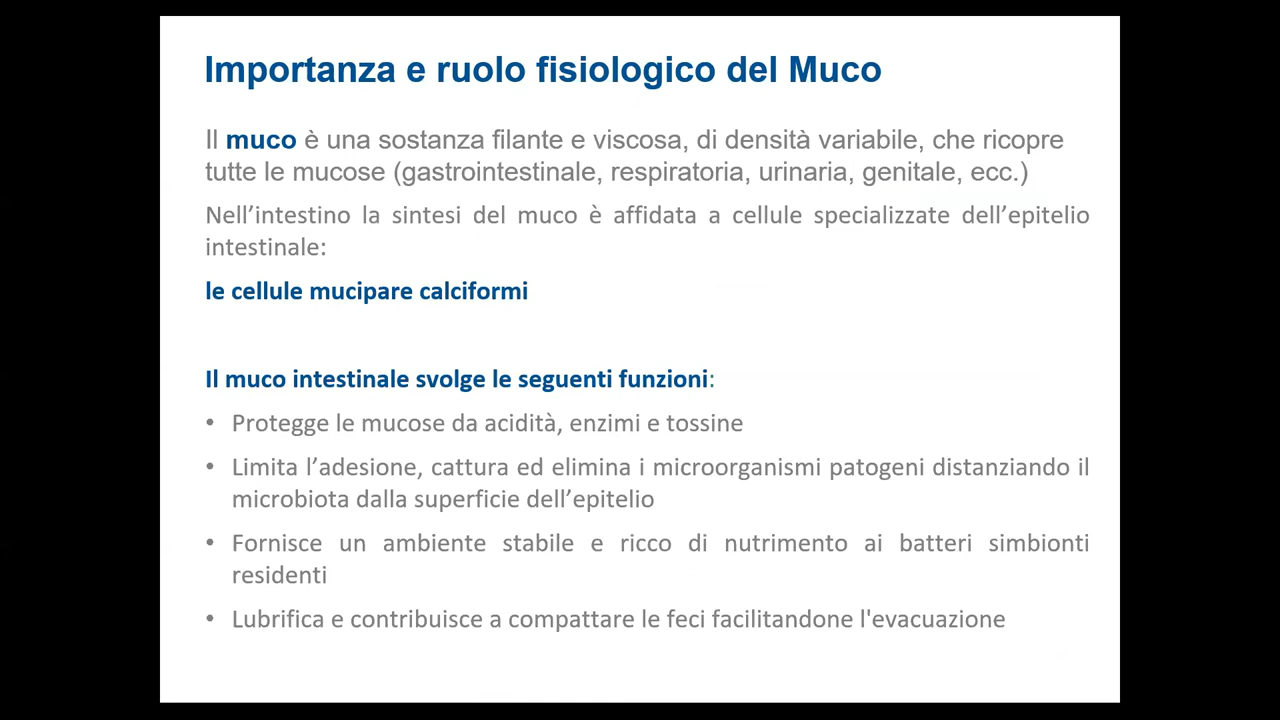 Importanza e ruolo fisiologico del Muco
Il muco è una sostanza filante e viscosa, di densità variabile, che ricopre
tutte le mucose (gastrointestinale, respiratoria, urinaria, genitale, ecc.)
Nell’intestino la sintesi del muco è affidata a cellule specializzate dell’epitelio
intestinale:
le cellule mucipare calciformi
Il muco intestinale svolge le seguenti funzioni:
• Protegge le mucose da acidità, enzimi e tossine
• Limita l’adesione, cattura ed elimina i microorganismi patogeni distanziando il
microbiota dalla superficie dell’epitelio
• Fornisce un ambiente stabile e ricco di nutrimento ai batteri simbionti
residenti
• Lubrifica e contribuisce a compattare le feci facilitandone l'evacuazione